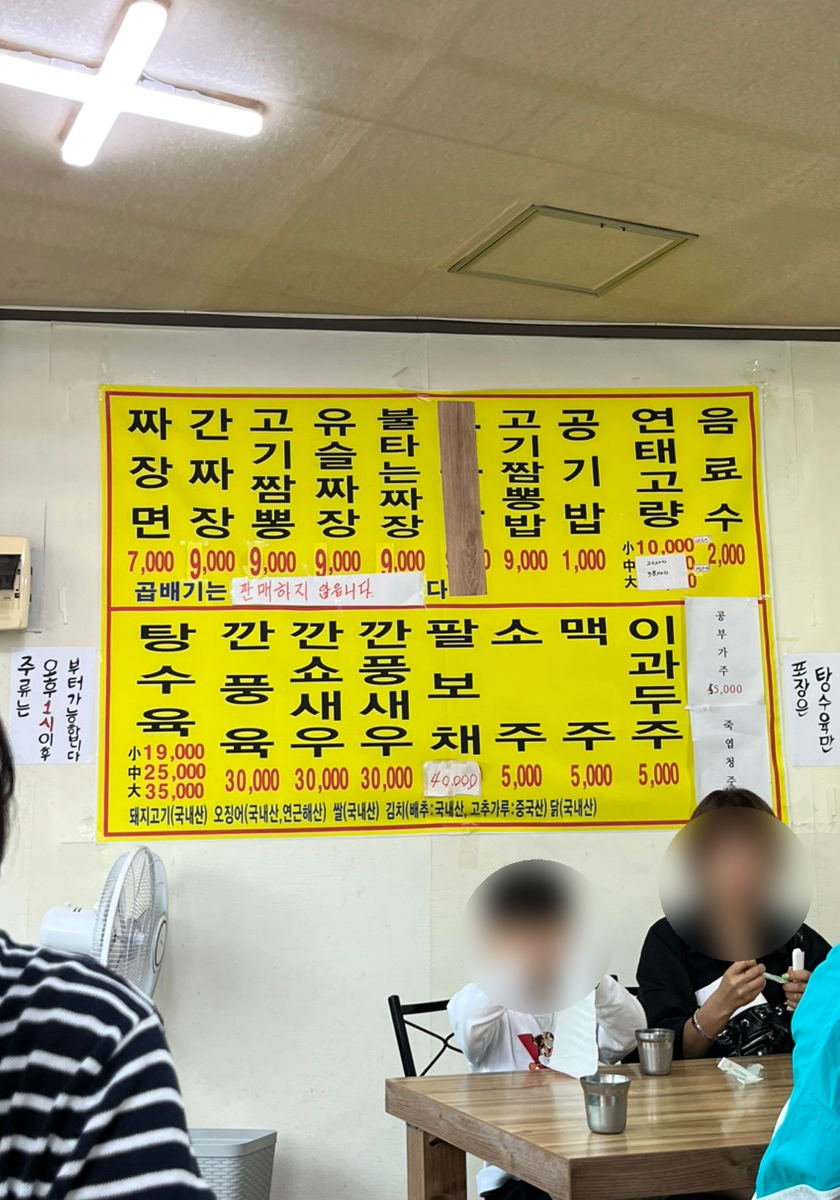 짜장면 7,000
간짜장 9,000
고기짬뽕 9,000
유슬짜장 9,000
불타는짜장 9,000
고기짬뽕밥 9,000
공기밥 1,000
연태고량 小 10,000 中 大
음료수 2,000
곱배기는 판매하지 않읍니다. 다
탕수육 小 19,000 中 25,000 大 35,000
깐풍육 30,000
깐쇼새우 30,000
깐풍새우 30,000
팔보채 40,000
소주 5,000
맥주 5,000
이과두주 5,000
공부가주 35,000
죽엽청주
돼지고기(국내산) 오징어(국내산,연근해산) 쌀(국내산) 김치(배추:국내산, 고추가루:중국산) 닭(국내산)
주류는
오후1시이후
부터가능합니다
포장은
탕수육만